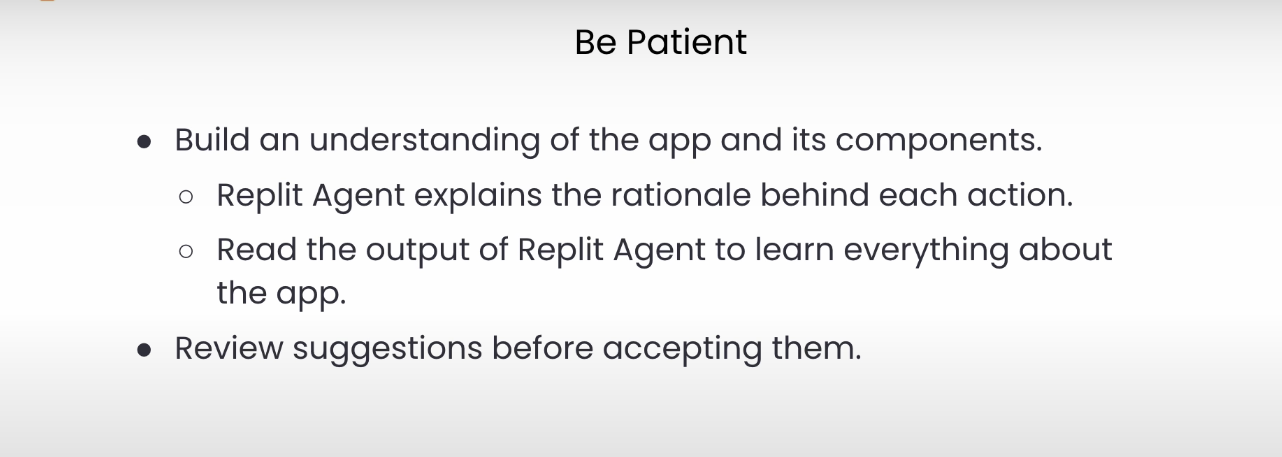 Be Patient
● Build an understanding of the app and its components.
○ Replit Agent explains the rationale behind each action.
○ Read the output of Replit Agent to learn everything about
the app.
● Review suggestions before accepting them.